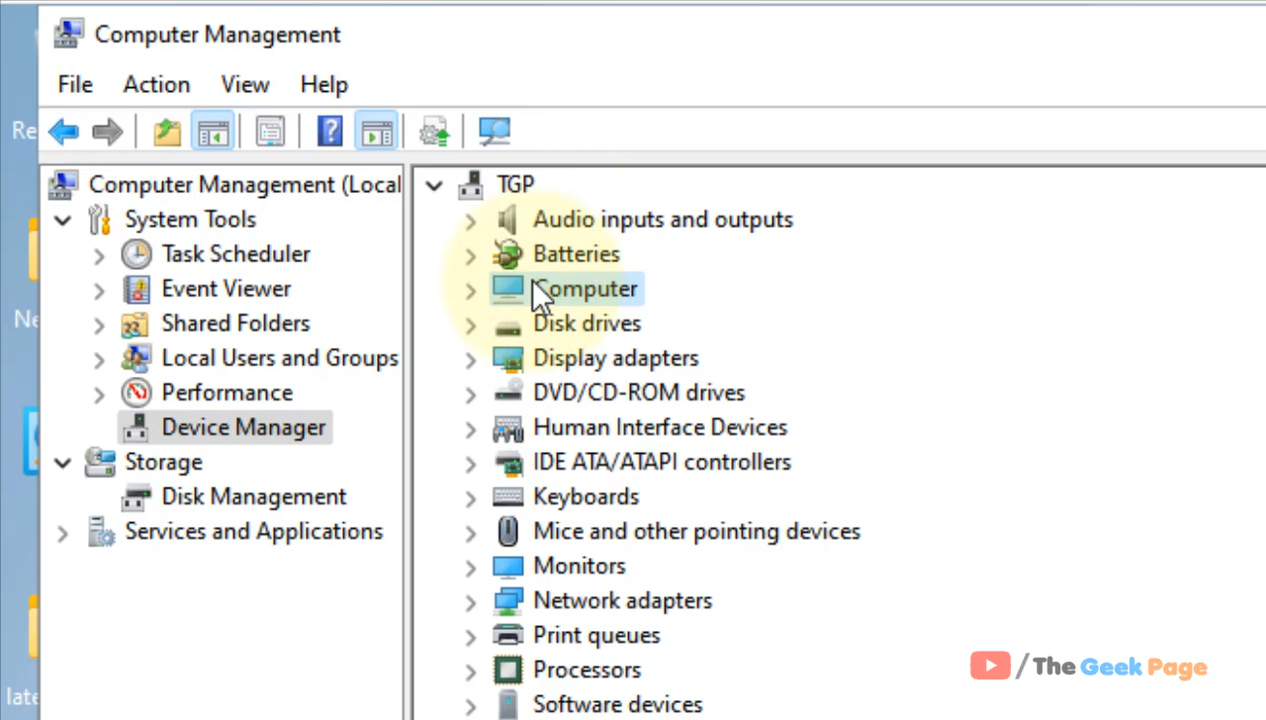 Computer Management
File Action View Help
Re
Computer Management (Local
System Tools
Task Scheduler
Event Viewer
Shared Folders
Local Users and Groups
Performance
Device Manager
Storage
Disk Management
Services and Applications
TGP
Audio inputs and outputs
Batteries
Computer
Disk drives
Display adapters
DVD/CD-ROM drives
Human Interface Devices
IDE ATA/ATAPI controllers
Keyboards
Mice and other pointing devices
Monitors
Network adapters
Print queues
Processors
Software devices
Ne
late
/The Geek Page